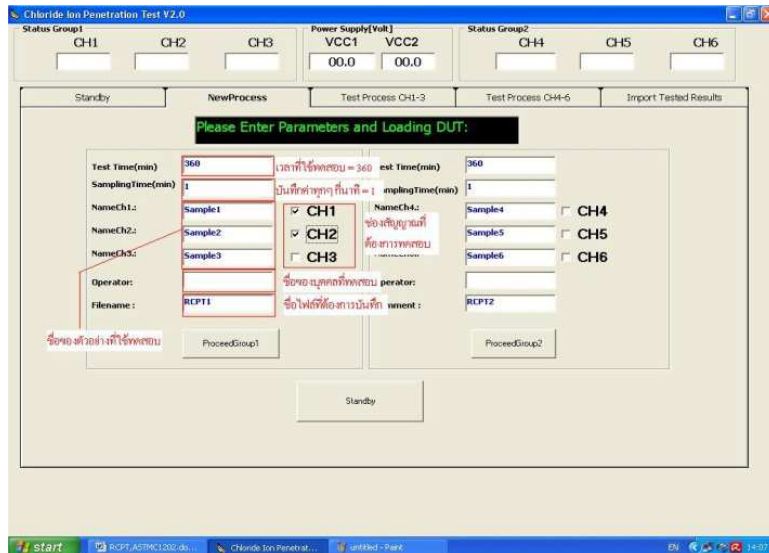 Chloride Ion Penetration Test V2.0
Status Group1
CH1 CH2 CH3
Power Supply[Volt]
VCC1 VCC2
00.0 00.0
Status Group2
CH4 CH5 CH6
Standby NewProcess Test Process CH1-3 Test Process CH4-6 Import Tested Results
Please Enter Parameters and Loading DUT:
Test Time(min) 360 เวลาที่ใช้ทดสอบ = 360
SamplingTime(min) 1 บันทึกค่าทุกๆ กี่นาที = 1
NameCh1.: Sample1 CH1
NameCh2.: Sample2 CH2
NameCh3.: Sample3 CH3
ช่องสัญญาณที่
ต้องการทดสอบ
Operator: ชื่อของบุคคลที่ทดสอบ
Filename : RCPT1 ชื่อไฟล์ที่ต้องการบันทึก
ชื่อของตัวอย่างที่ใช้ทดสอบ
ProceedGroup1
est Time(min) 360
amplingTime(min) 1
NameCh4.: Sample4 CH4
Sample5 CH5
Sample6 CH6
perator:
nment : RCPT2
ProceedGroup2
Standby
start RCPT,ASTMC1202.do... Chloride Ion Penetrat... untitled - Paint EN 14:07